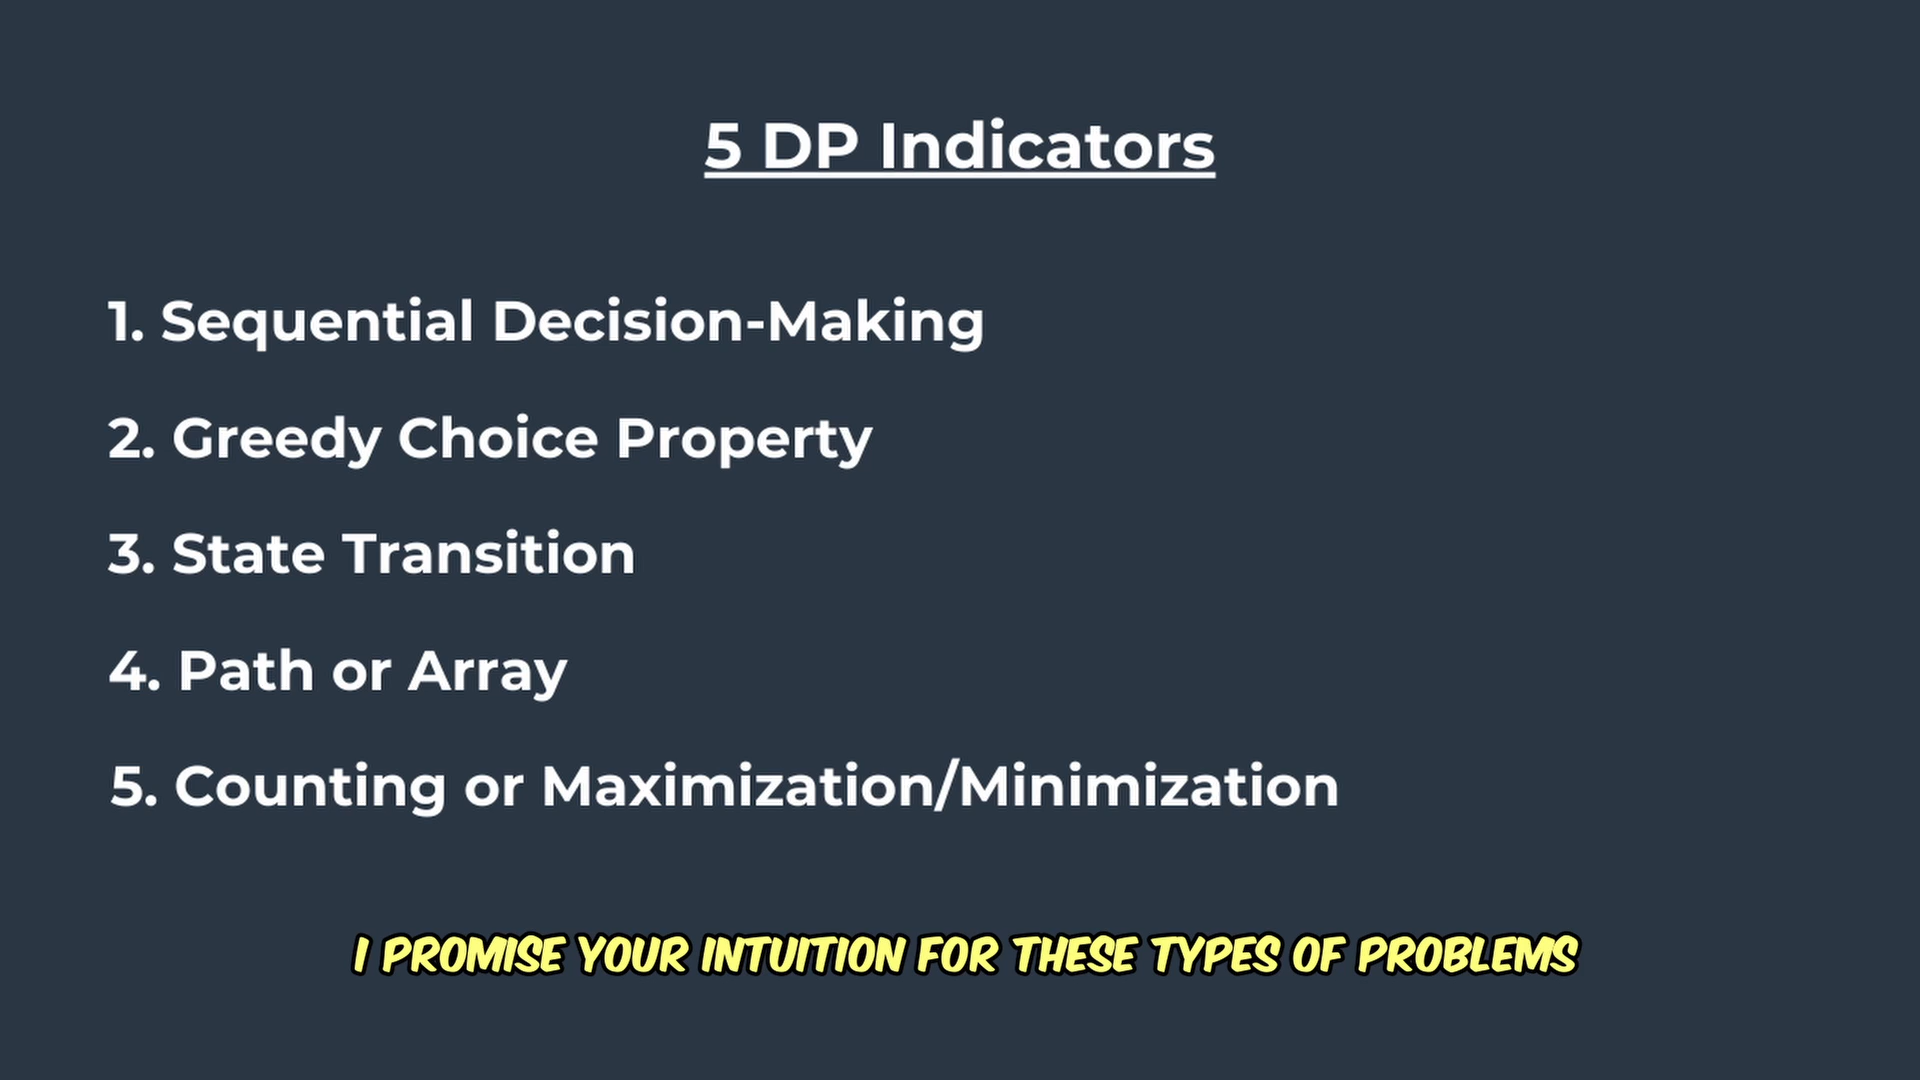 5 DP Indicators
1. Sequential Decision-Making
2. Greedy Choice Property
3. State Transition
4. Path or Array
5. Counting or Maximization/Minimization
I PROMISE YOUR INTUITION FOR THESE TYPES OF PROBLEMS